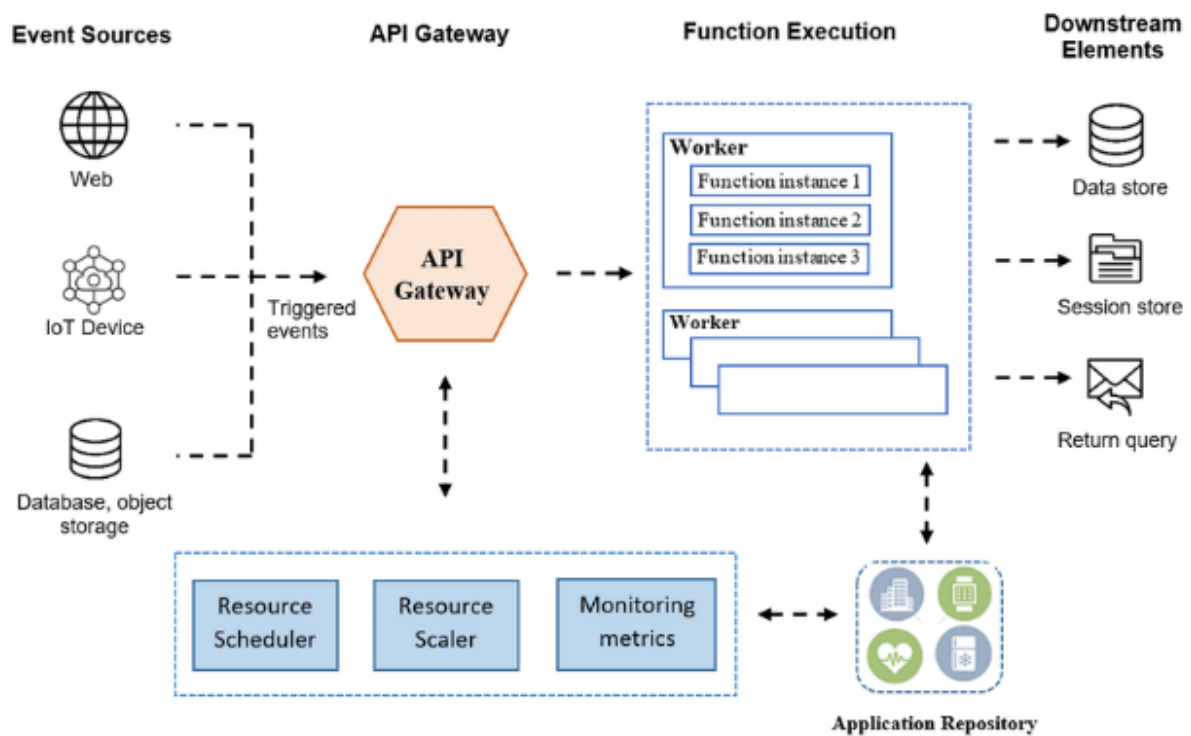 Event Sources
API Gateway
Function Execution
Downstream
Elements
Web
IoT Device
Database, object
storage
Triggered
events
API
Gateway
Worker
Function instance 1
Function instance 2
Function instance 3
Worker
Data store
Session store
Return query
Resource
Scheduler
Resource
Scaler
Monitoring
metrics
Application Repository